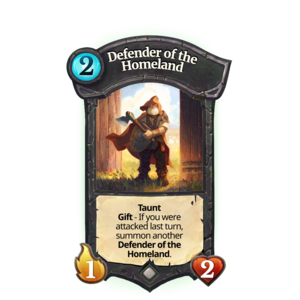 2
Defender of the
Homeland
Taunt
Gift - If you were
attacked last turn,
summon another
Defender of the
Homeland.
1
2